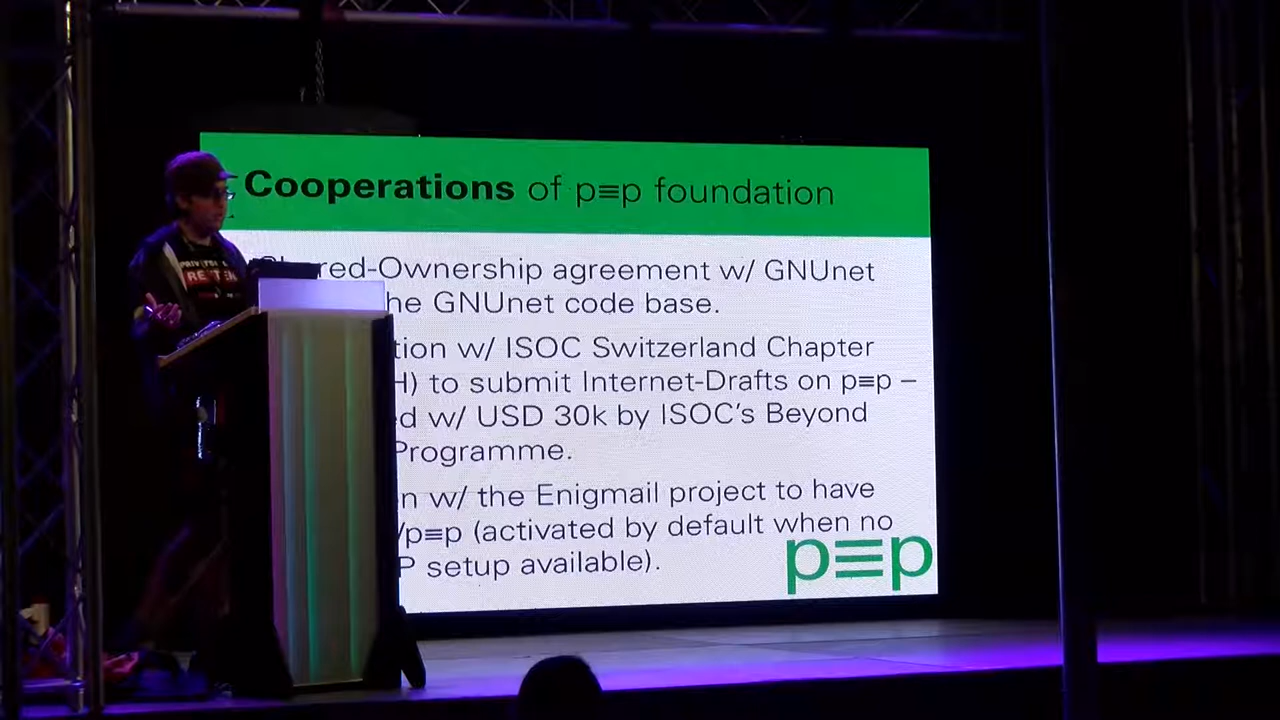 Cooperations of p≡p foundation
red-Ownership agreement w/ GNUnet
he GNUnet code base.
tion w/ ISOC Switzerland Chapter
H) to submit Internet-Drafts on p≡p –
d w/ USD 30k by ISOC's Beyond
Programme.
n w/ the Enigmail project to have
/p≡p (activated by default when no
P setup available).
p≡p